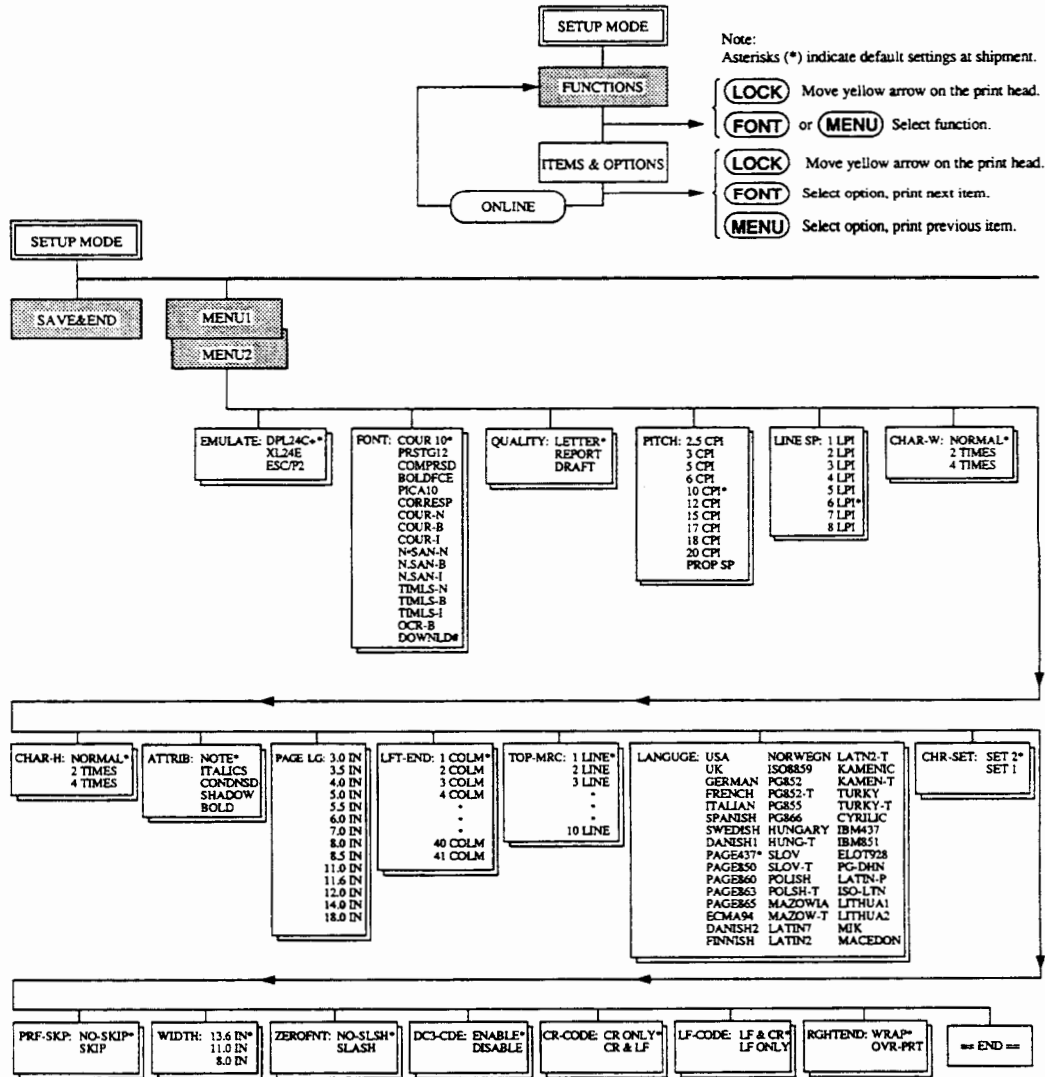 SETUP MODE
Note:
Asterisks (*) indicate default settings at shipment.
FUNCTIONS
LOCK Move yellow arrow on the print head.
FONT or MENU Select function.
ITEMS & OPTIONS
LOCK Move yellow arrow on the print head.
ONLINE
FONT Select option, print next item.
MENU Select option, print previous item.
SETUP MODE
SAVE&END
MENU1
MENU2
EMULATE: DPL24C+*
XL24E
ESC/P2
FONT: COUR 10*
PRSTG12
COMPRSD
BOLDFCE
PICA10
CORRESP
COUR-N
COUR-B
COUR-I
N*SAN-N
N.SAN-B
N.SAN-I
TIMLS-N
TIMLS-B
TIMLS-I
OCR-B
DOWNLD#
QUALITY: LETTER*
REPORT
DRAFT
PITCH: 2.5 CPI
3 CPI
5 CPI
6 CPI
10 CPI*
12 CPI
15 CPI
17 CPI
18 CPI
20 CPI
PROP SP
LINE SP: 1 LPI
2 LPI
3 LPI
4 LPI
5 LPI
6 LPI*
7 LPI
8 LPI
CHAR-W: NORMAL*
2 TIMES
4 TIMES
CHAR-H: NORMAL*
2 TIMES
4 TIMES
ATTRIB: NOTE*
ITALICS
CONDNSD
SHADOW
BOLD
PAGE LG: 3.0 IN
3.5 IN
4.0 IN
5.0 IN
5.5 IN
6.0 IN
7.0 IN
8.0 IN
8.5 IN
11.0 IN
11.6 IN
12.0 IN
14.0 IN
18.0 IN
LFT-END: 1 COLM*
2 COLM
3 COLM
4 COLM
40 COLM
41 COLM
TOP-MRC: 1 LINE*
2 LINE
3 LINE
10 LINE
LANGUGE: USA NORWEGN LATN2-T
UK ISO8859 KAMENIC
GERMAN PG852 KAMEN-T
FRENCH PG852-T TURKY
ITALIAN PG855 TURKY-T
SPANISH PG866 CYRILIC
SWEDISH HUNGARY IBM437
DANISH1 HUNG-T IBM851
PAGE437* SLOV ELOT928
PAGE850 SLOV-T PG-DHN
PAGE860 POLISH LATIN-P
PAGE863 POLSH-T ISO-LTN
PAGE865 MAZOWIA LITHUA1
ECMA94 MAZOW-T LITHUA2
DANISH2 LATIN7 MIK
FINNISH LATIN2 MACEDON
CHR-SET: SET 2*
SET 1
PRF-SKP: NO-SKIP*
SKIP
WIDTH: 13.6 IN*
11.0 IN
8.0 IN
ZEROFNT: NO-SLSH*
SLASH
DC3-CDE: ENABLE*
DISABLE
CR-CODE: CR ONLY*
CR & LF
LF-CODE: LF & CR*
LF ONLY
RGHTEND: WRAP*
OVR-PRT
== END ==